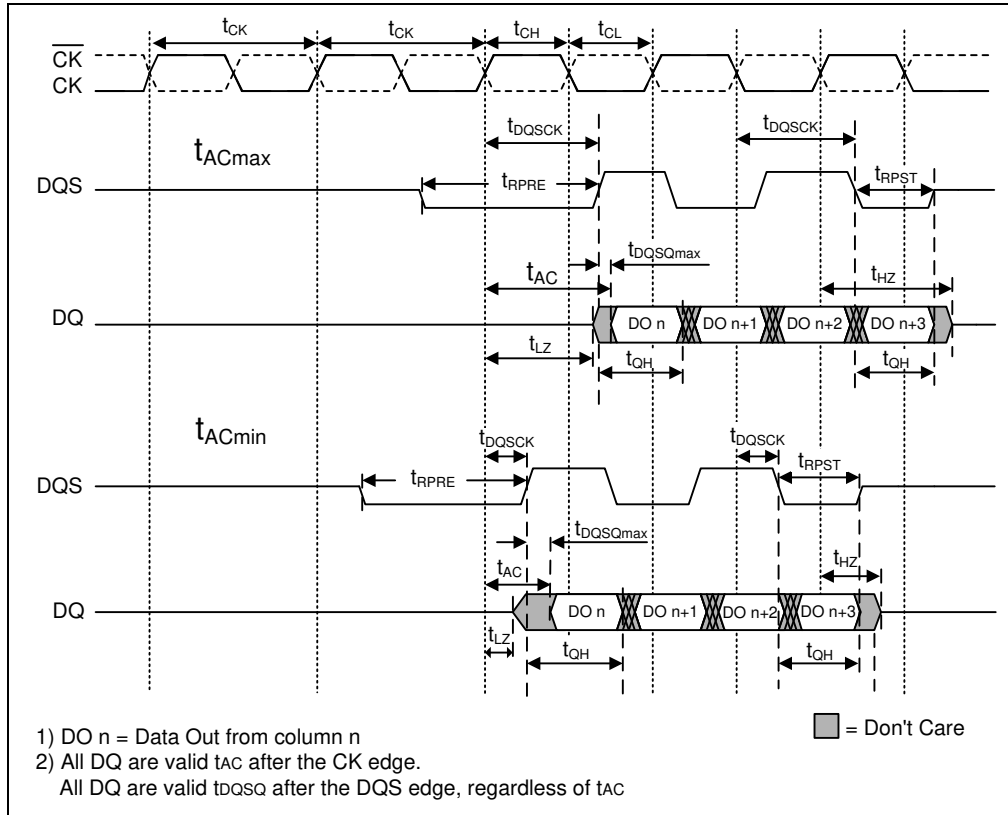 tCK tCK tCH tCL
CK
CK
tDQSCK tDQSCK
tACmax
tRPRE tRPST
DQS
tDQSQmax
tAC tHZ
DQ DO n DO n+1 DO n+2 DO n+3
tLZ
tQH tQH
tACmin
tDQSCK tDQSCK
tRPRE tRPST
DQS
tDQSQmax
tAC tHZ
DQ DO n DO n+1 DO n+2 DO n+3
tLZ
tQH tQH
1) DO n = Data Out from column n
= Don't Care
2) All DQ are valid tAC after the CK edge.
All DQ are valid tDQSQ after the DQS edge, regardless of tAC